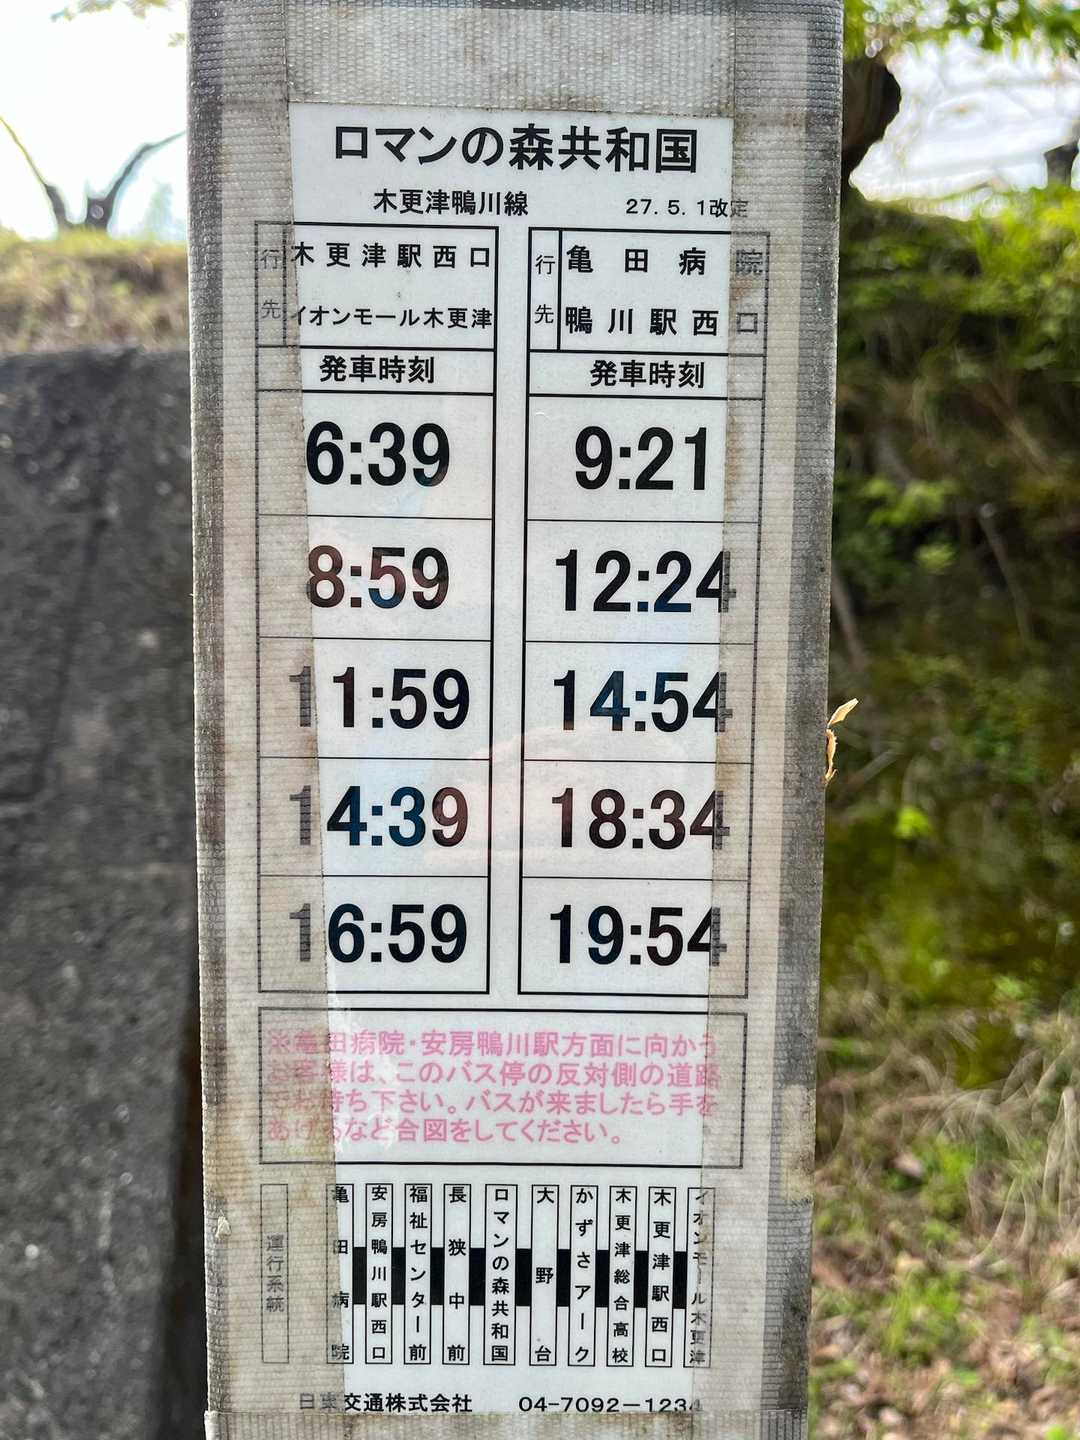 ロマンの森共和国
木更津鴨川線
27.5.1改定
行先
木更津駅西口
イオンモール木更津
発車時刻
6:39
8:59
11:59
14:39
16:59
行先
亀田病院
鴨川駅西口
発車時刻
9:21
12:24
14:54
18:34
19:54
※亀田病院・安房鴨川駅方面に向かう
お客様は、このバス停の反対側の道路
でお待ち下さい。バスが来ましたら手を
あげるなど合図をしてください。
運行系統
亀田病院
安房鴨川駅西口
福祉センター前
長狭中前
ロマンの森共和国
大野台
かずさアーク
木更津総合高校
木更津駅西口
イオンモール木更津
日東交通株式会社 04-7092-1234